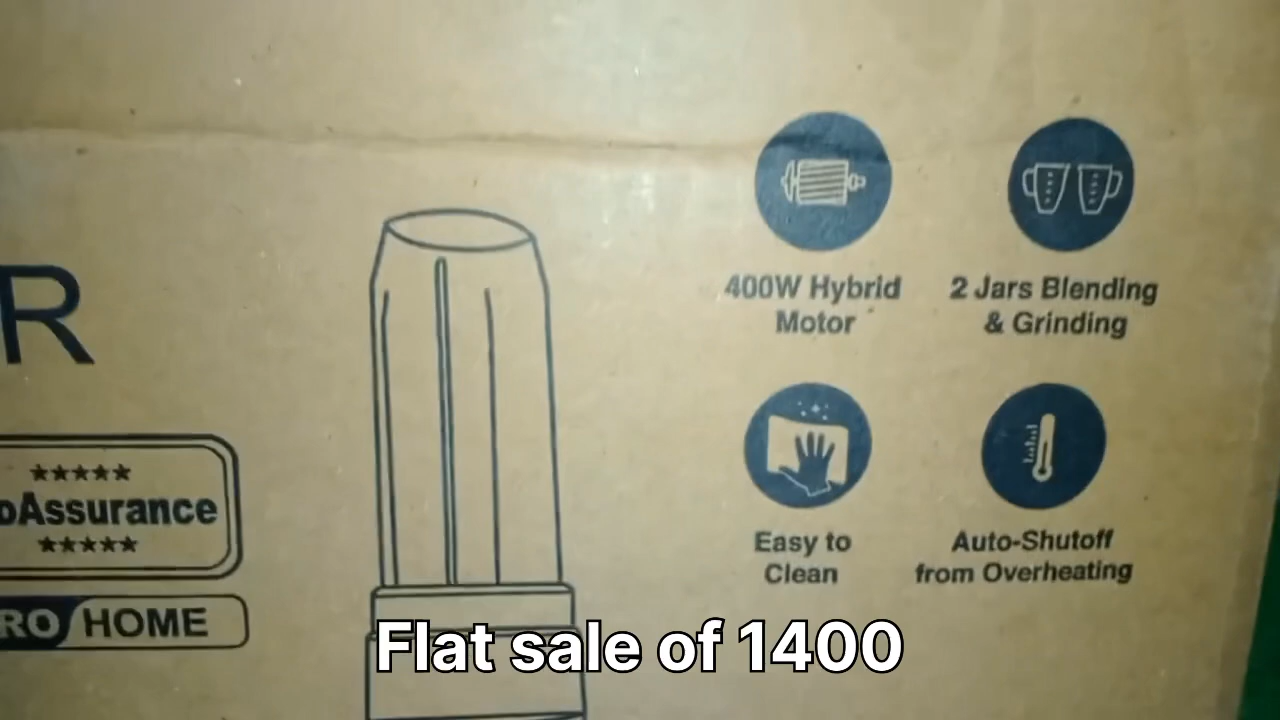 R
★★★★★
oAssurance
★★★★★
RO HOME
400W Hybrid
Motor
2 Jars Blending
& Grinding
Easy to
Clean
Auto-Shutoff
from Overheating
Flat sale of 1400